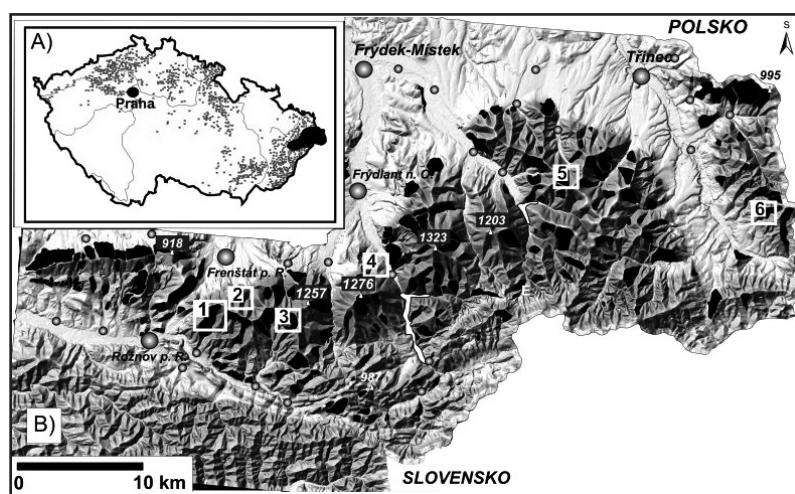 A)
Praha
POLSKO
S
Frýdek-Místek
Třinec
995
Frýdlant n. O.
5
6
1203
1323
918
4
Frenštát p. R.
1276
2
1257
1
3
Rožnov p. R.
987
B)
0 10 km
SLOVENSKO